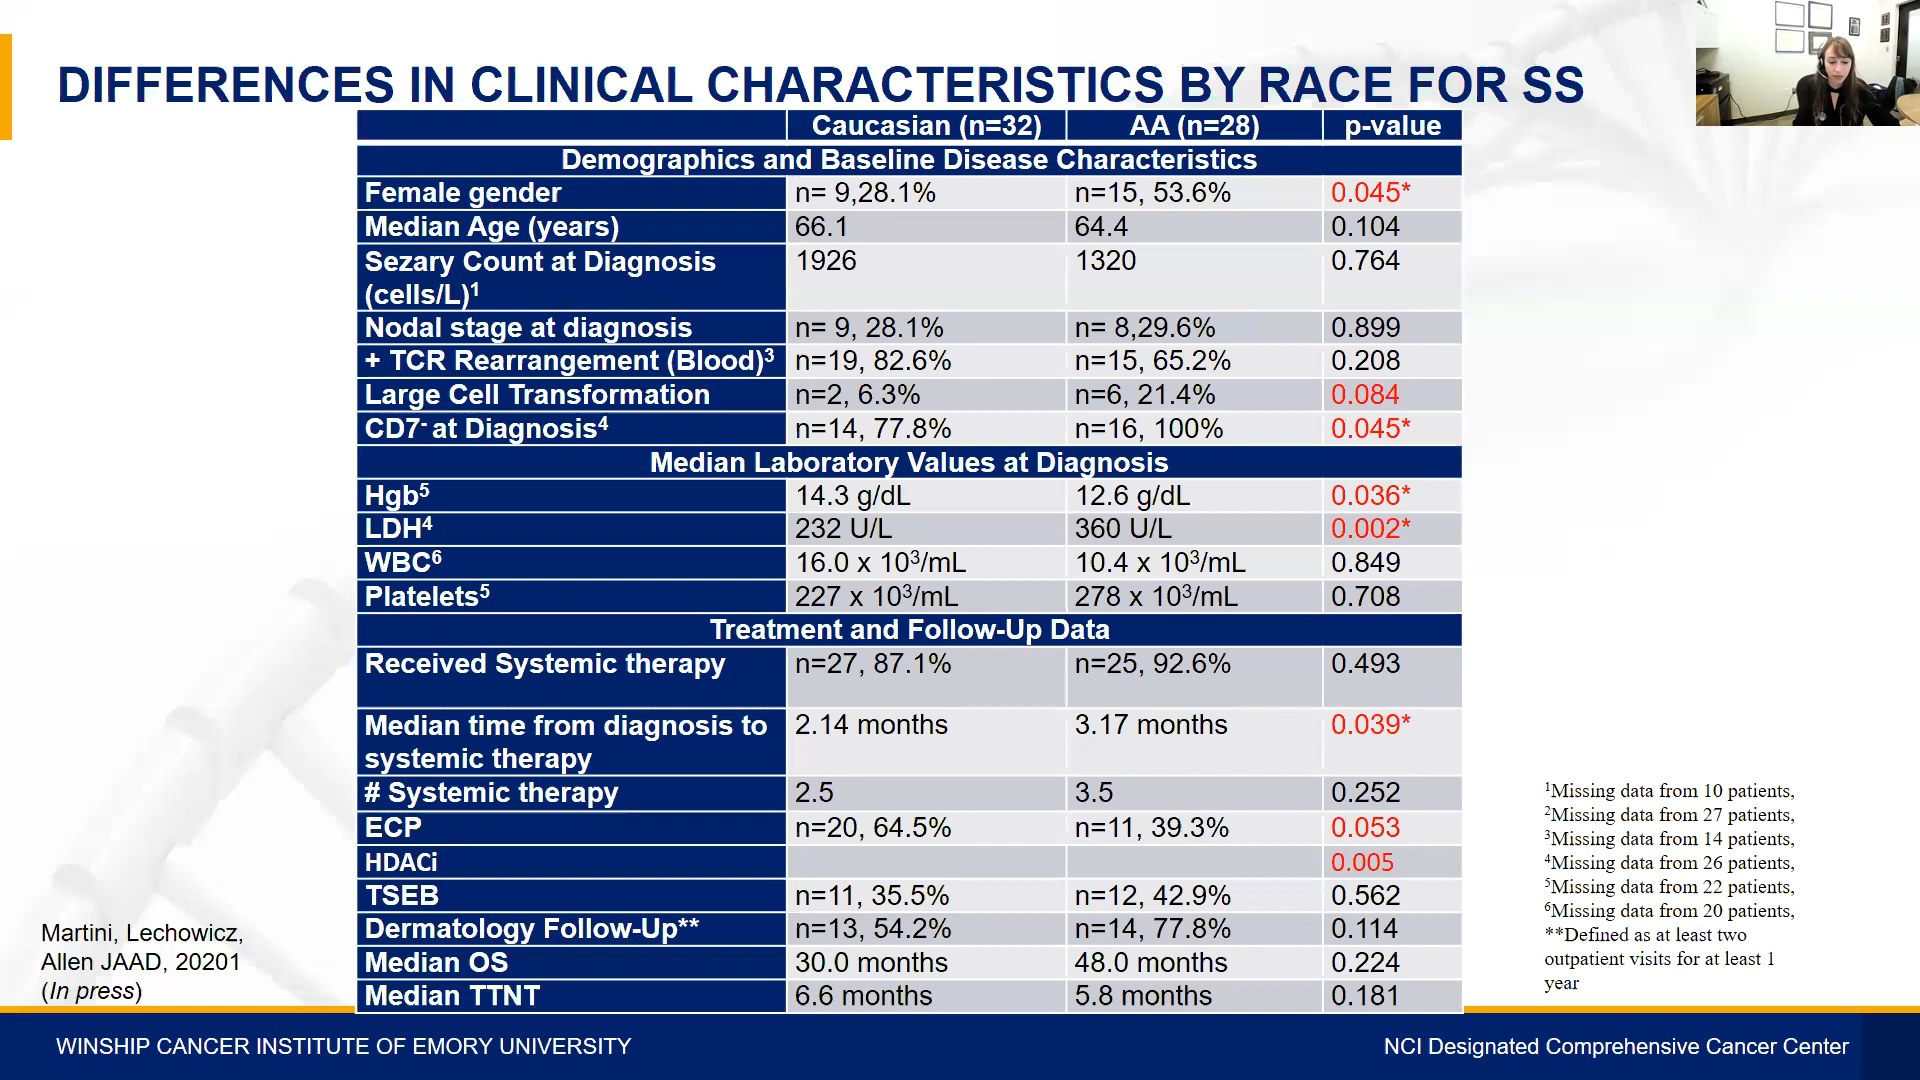 DIFFERENCES IN CLINICAL CHARACTERISTICS BY RACE FOR SS
Caucasian (n=32) AA (n=28) p-value
Demographics and Baseline Disease Characteristics
Female gender n= 9,28.1% n=15, 53.6% 0.045*
Median Age (years) 66.1 64.4 0.104
Sezary Count at Diagnosis (cells/L)¹ 1926 1320 0.764
Nodal stage at diagnosis n= 9, 28.1% n= 8,29.6% 0.899
+ TCR Rearrangement (Blood)³ n=19, 82.6% n=15, 65.2% 0.208
Large Cell Transformation n=2, 6.3% n=6, 21.4% 0.084
CD7⁻ at Diagnosis⁴ n=14, 77.8% n=16, 100% 0.045*
Median Laboratory Values at Diagnosis
Hgb⁵ 14.3 g/dL 12.6 g/dL 0.036*
LDH⁴ 232 U/L 360 U/L 0.002*
WBC⁶ 16.0 x 10³/mL 10.4 x 10³/mL 0.849
Platelets⁵ 227 x 10³/mL 278 x 10³/mL 0.708
Treatment and Follow-Up Data
Received Systemic therapy n=27, 87.1% n=25, 92.6% 0.493
Median time from diagnosis to systemic therapy 2.14 months 3.17 months 0.039*
# Systemic therapy 2.5 3.5 0.252
ECP n=20, 64.5% n=11, 39.3% 0.053
HDACi 0.005
TSEB n=11, 35.5% n=12, 42.9% 0.562
Dermatology Follow-Up** n=13, 54.2% n=14, 77.8% 0.114
Median OS 30.0 months 48.0 months 0.224
Median TTNT 6.6 months 5.8 months 0.181
¹Missing data from 10 patients,
²Missing data from 27 patients,
³Missing data from 14 patients,
⁴Missing data from 26 patients,
⁵Missing data from 22 patients,
⁶Missing data from 20 patients,
**Defined as at least two
outpatient visits for at least 1
year
Martini, Lechowicz,
Allen JAAD, 20201
(In press)
WINSHIP CANCER INSTITUTE OF EMORY UNIVERSITY
NCI Designated Comprehensive Cancer Center